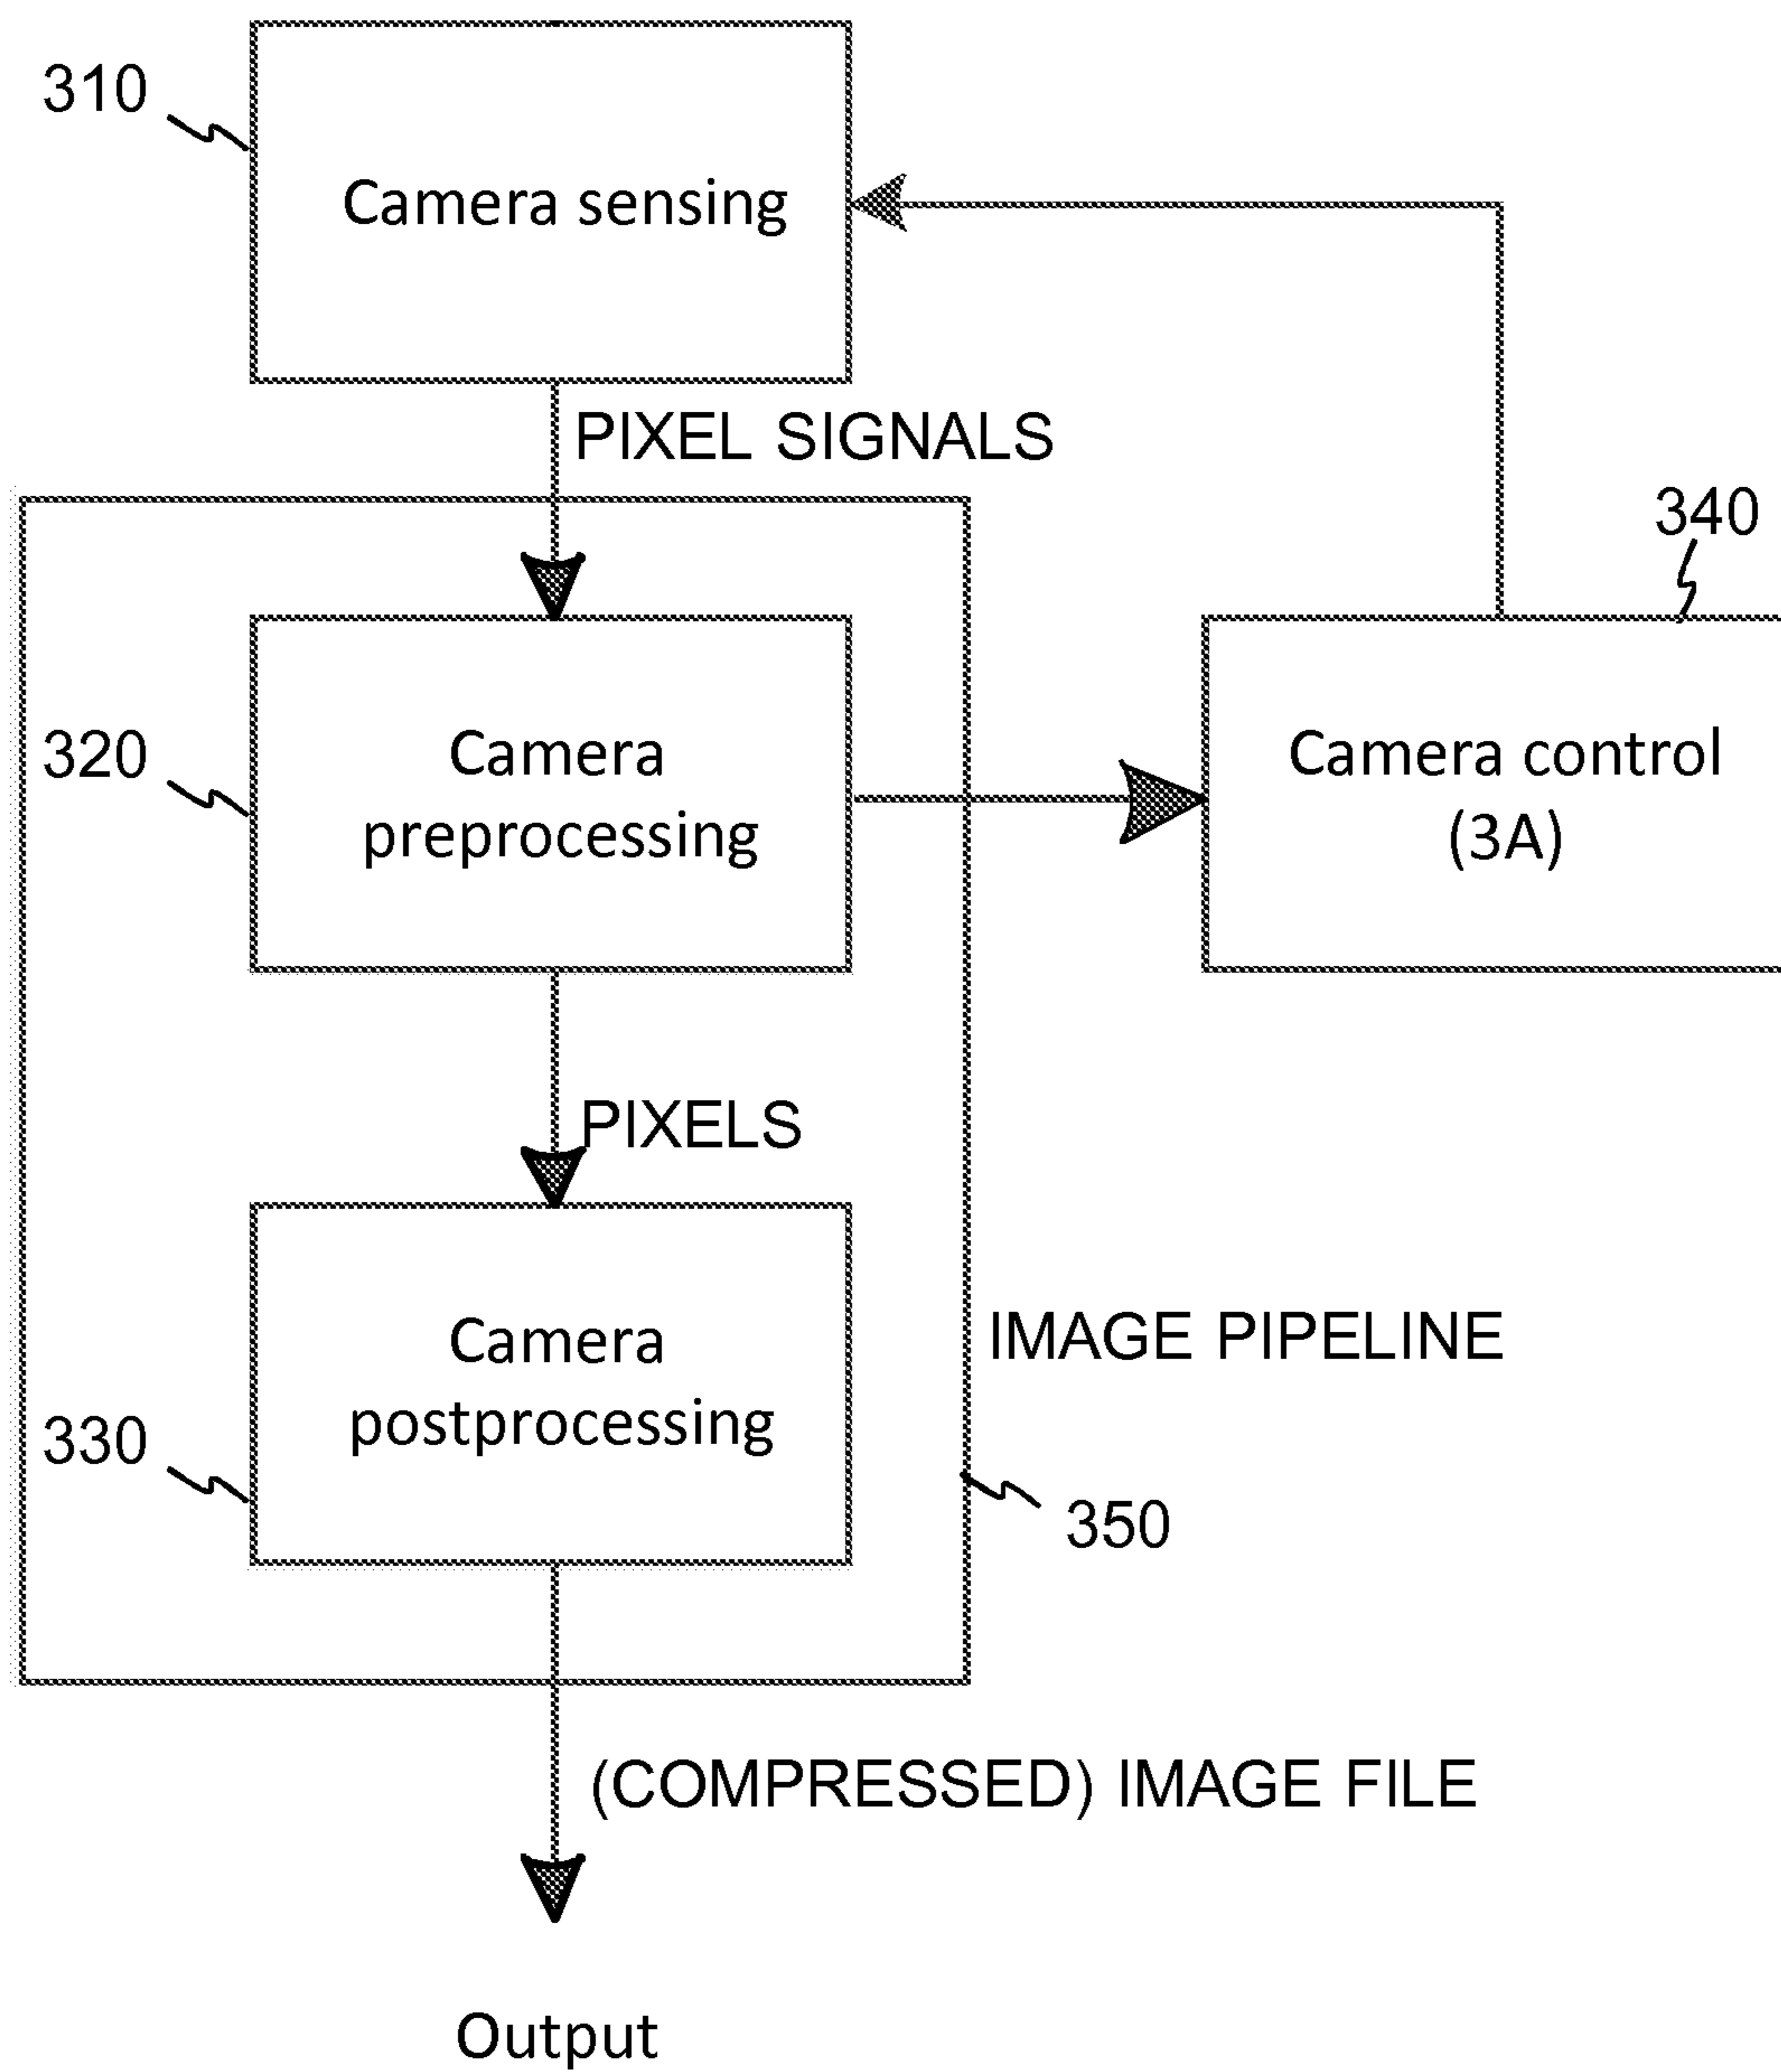 310
Camera sensing
PIXEL SIGNALS
340
320
Camera
preprocessing
Camera control
(3A)
PIXELS
IMAGE PIPELINE
Camera
postprocessing
330
350
(COMPRESSED) IMAGE FILE
Output